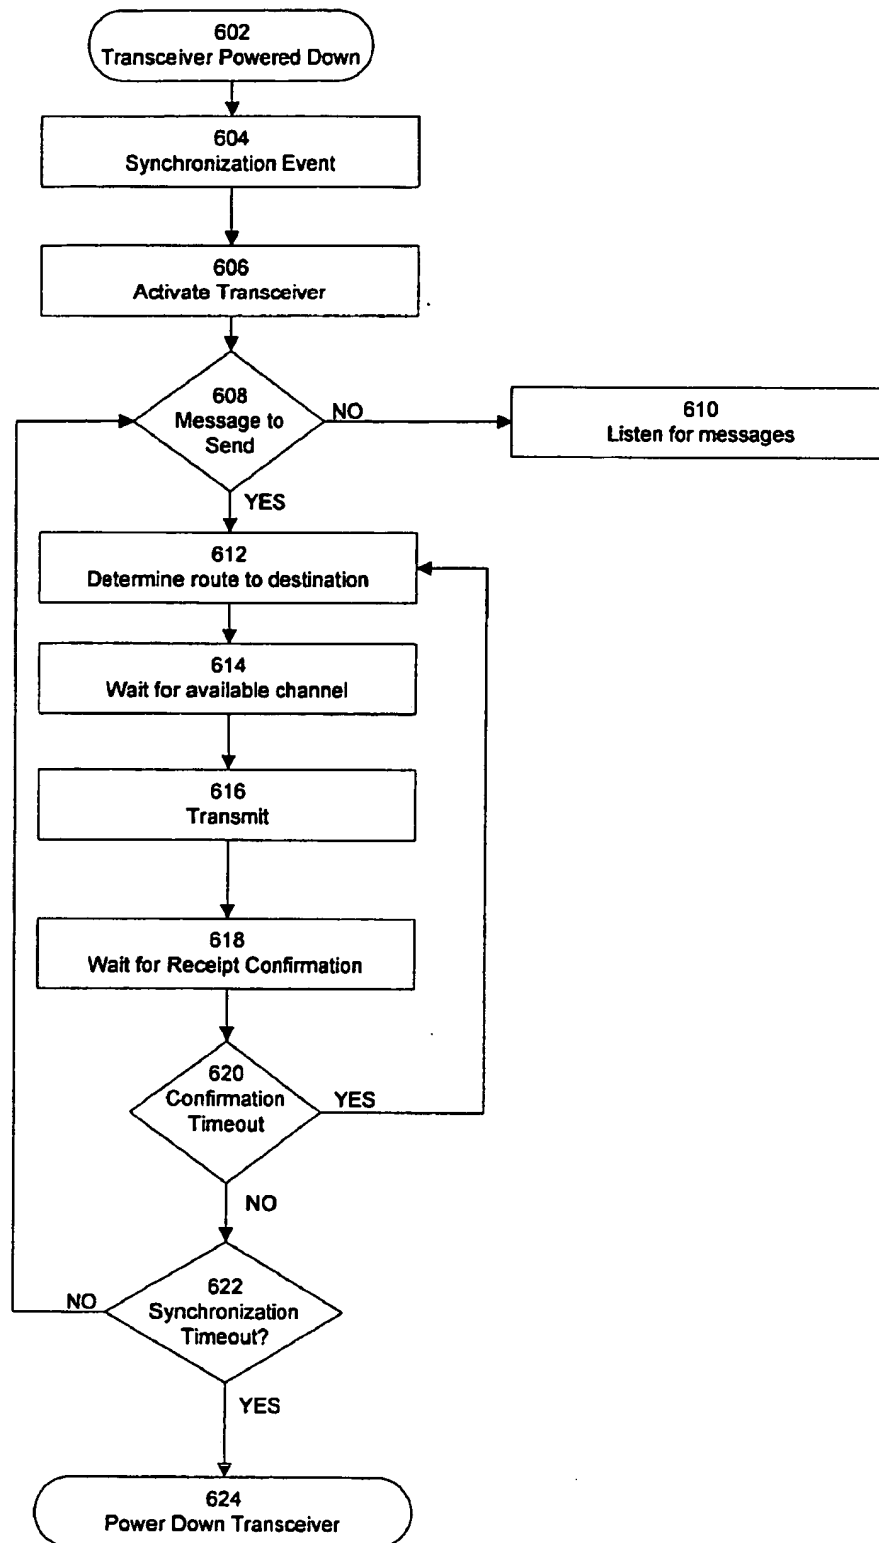 602
Transceiver Powered Down
604
Synchronization Event
606
Activate Transceiver
608
Message to
Send
NO
610
Listen for messages
YES
612
Determine route to destination
614
Wait for available channel
616
Transmit
618
Wait for Receipt Confirmation
620
Confirmation
Timeout
YES
NO
622
Synchronization
Timeout?
NO
YES
624
Power Down Transceiver